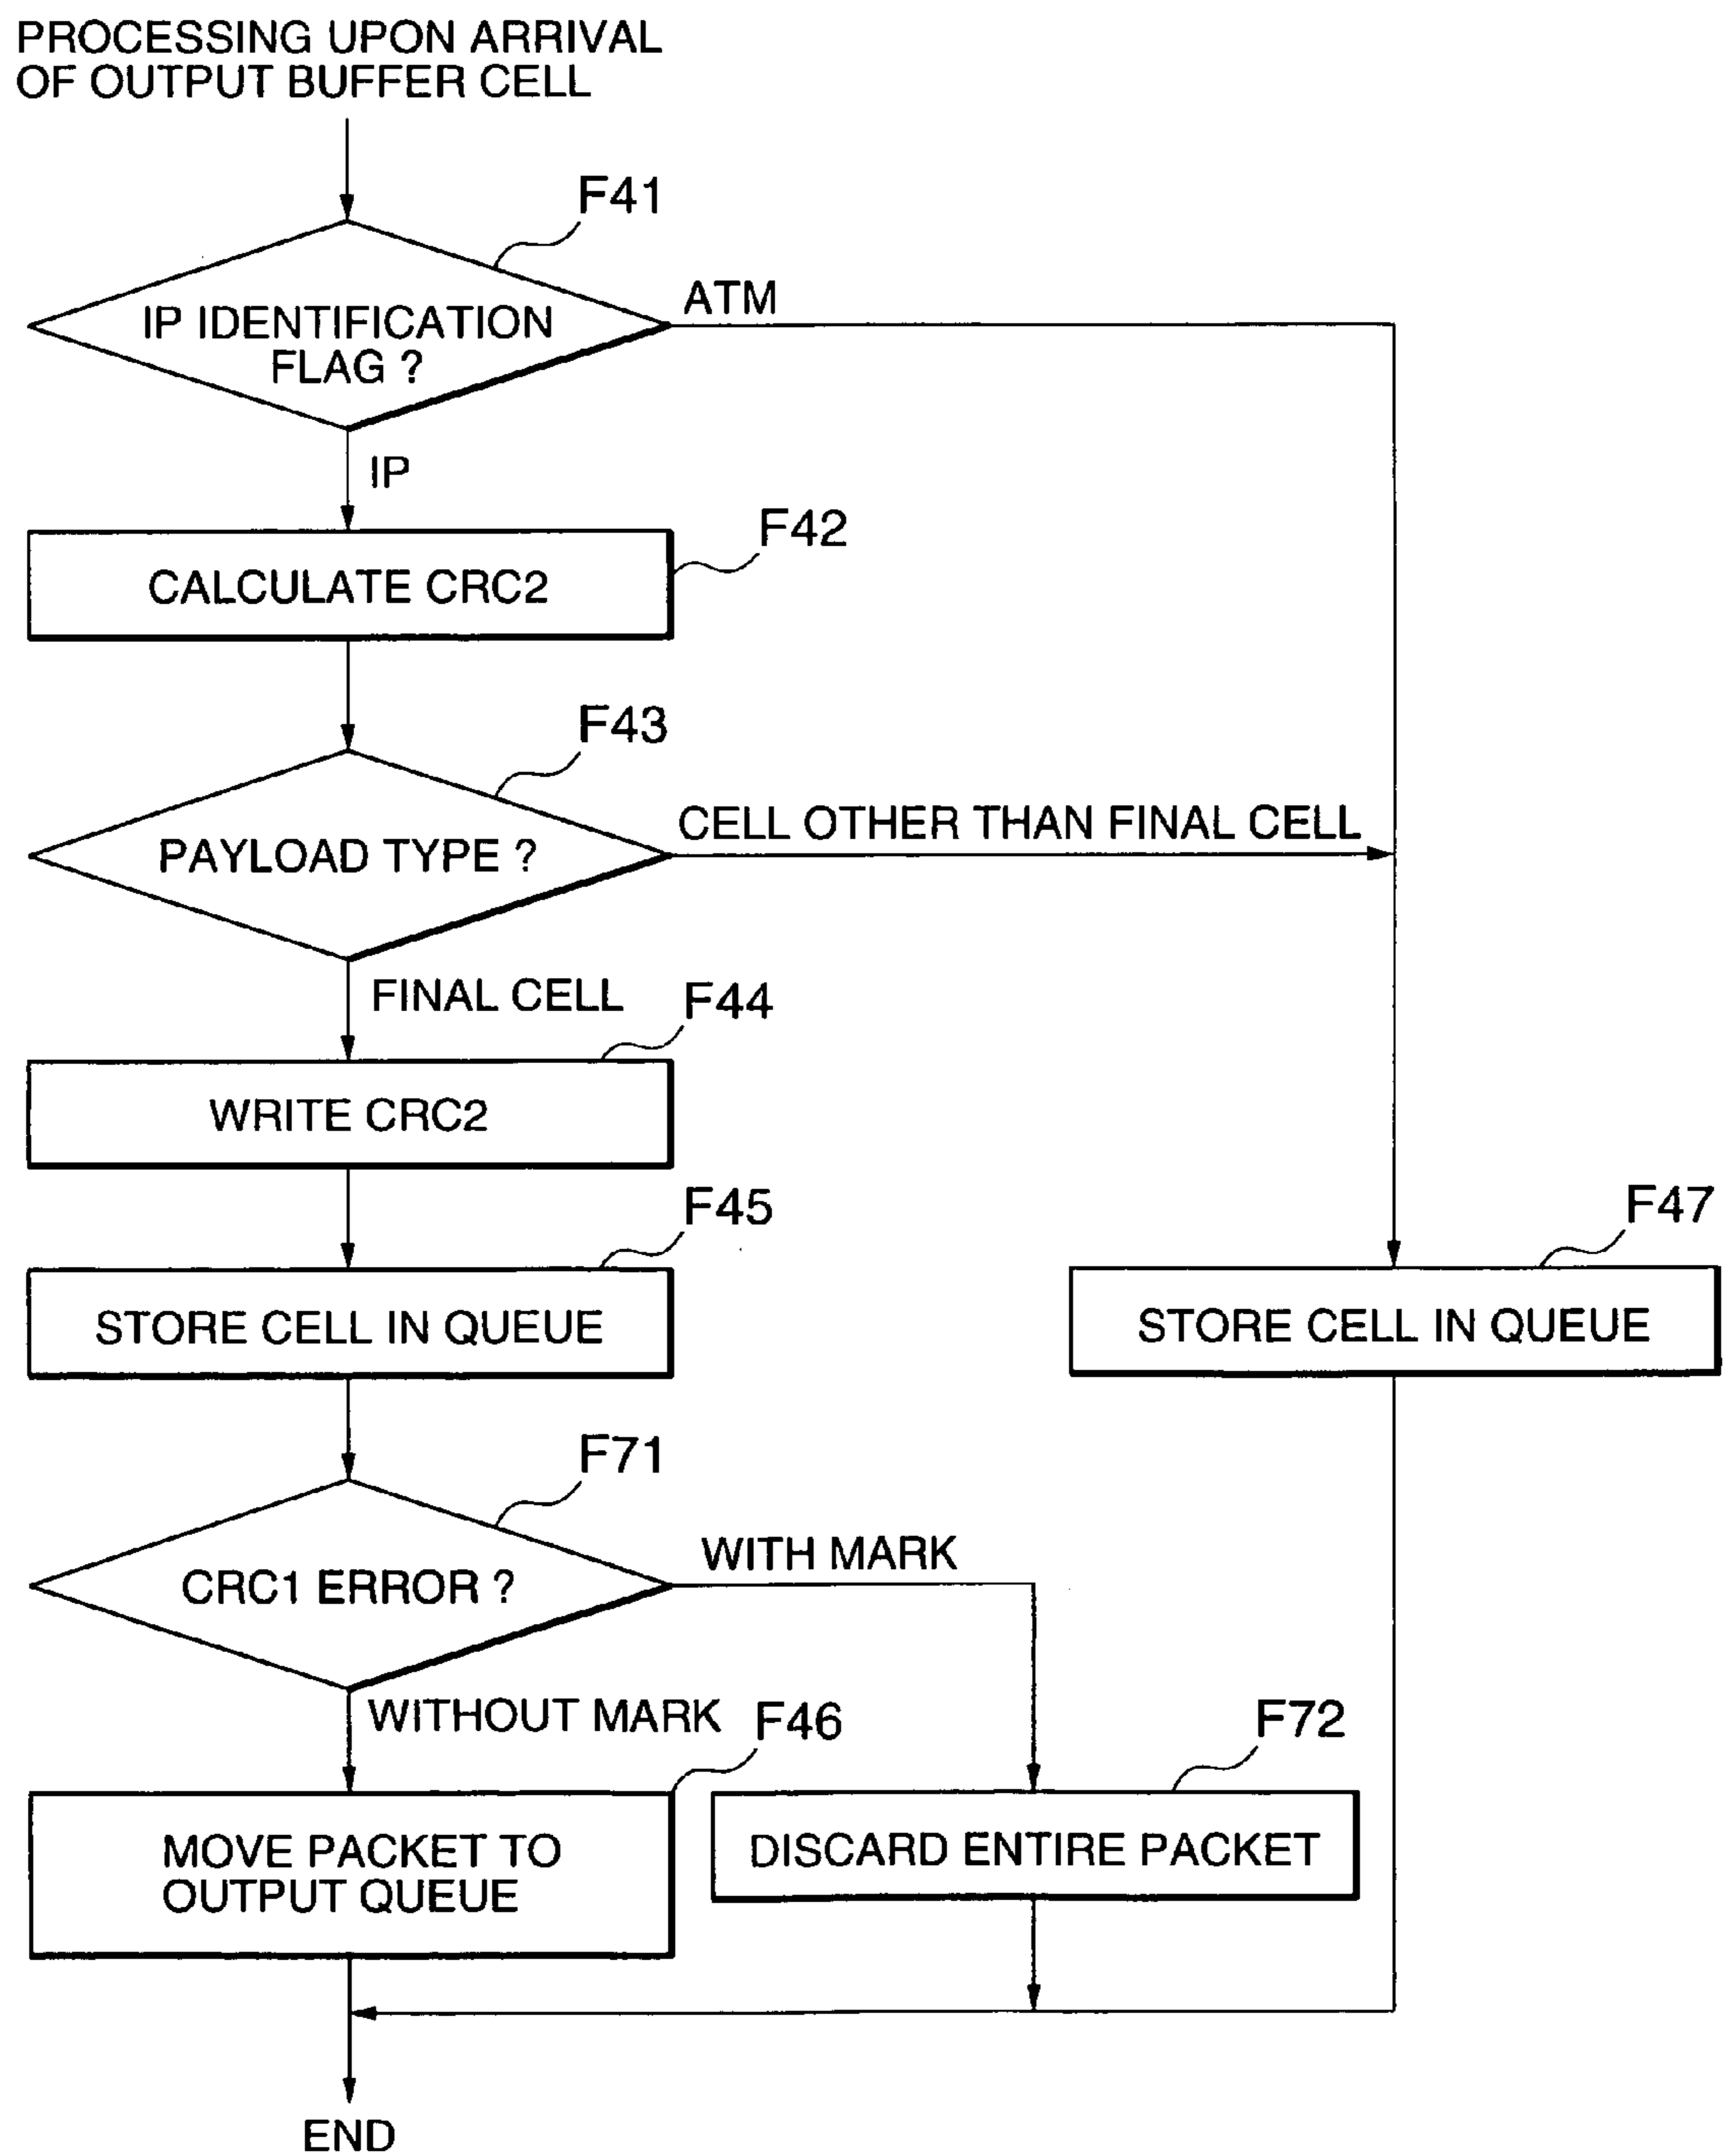 PROCESSING UPON ARRIVAL
OF OUTPUT BUFFER CELL
F41
IP IDENTIFICATION
FLAG ?
ATM
IP
F42
CALCULATE CRC2
F43
PAYLOAD TYPE ?
CELL OTHER THAN FINAL CELL
FINAL CELL
F44
WRITE CRC2
F45
STORE CELL IN QUEUE
F47
STORE CELL IN QUEUE
F71
CRC1 ERROR ?
WITH MARK
WITHOUT MARK
F46
MOVE PACKET TO
OUTPUT QUEUE
F72
DISCARD ENTIRE PACKET
END